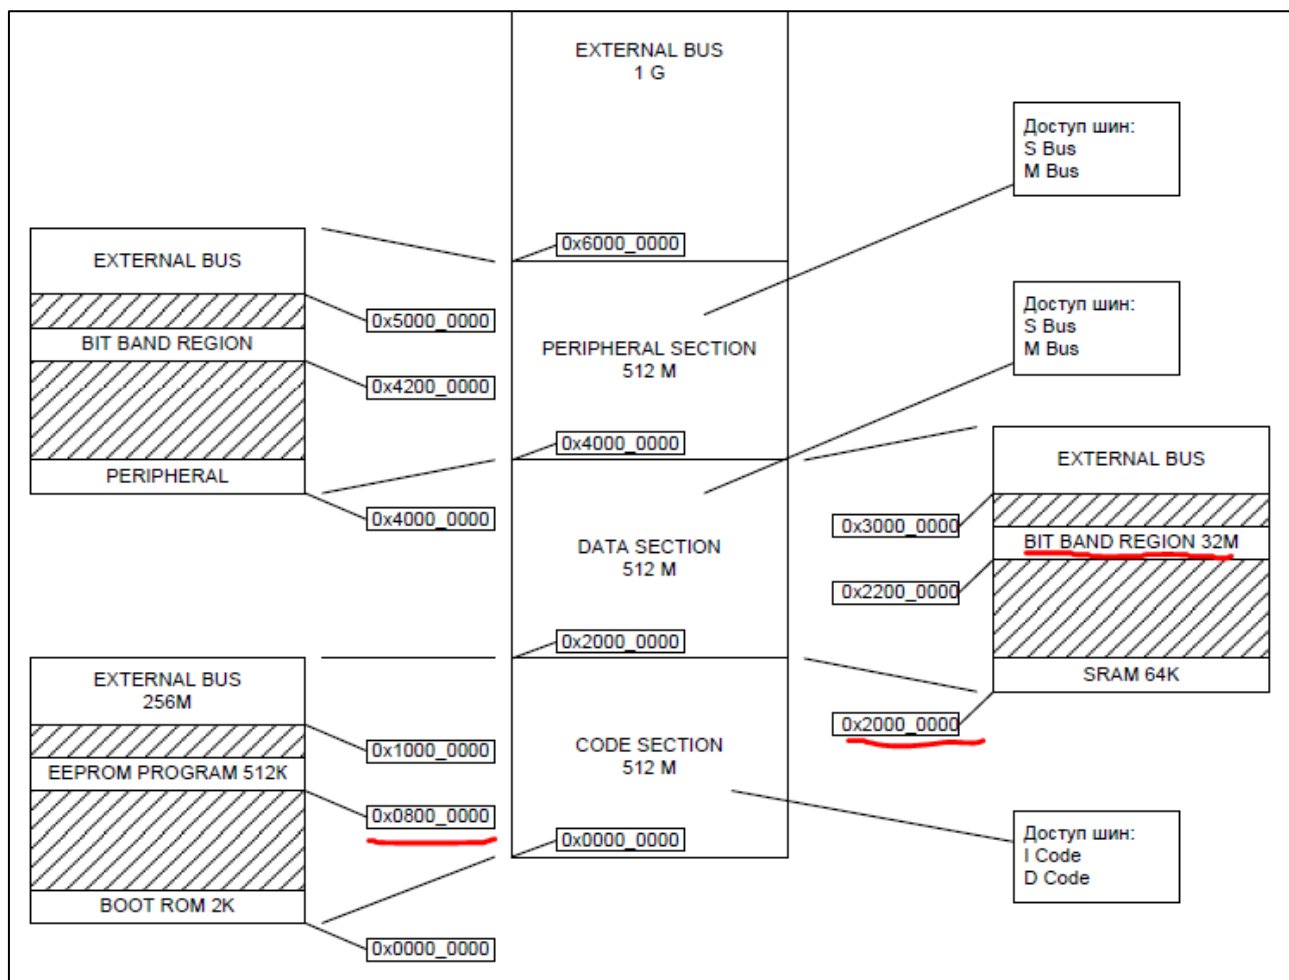 EXTERNAL BUS
1 G
Доступ шин:
S Bus
M Bus
0x6000_0000
EXTERNAL BUS
0x5000_0000
BIT BAND REGION
0x4200_0000
PERIPHERAL
0x4000_0000
PERIPHERAL SECTION
512 M
0x4000_0000
Доступ шин:
S Bus
M Bus
DATA SECTION
512 M
0x2000_0000
EXTERNAL BUS
0x3000_0000
BIT BAND REGION 32M
0x2200_0000
SRAM 64K
0x2000_0000
EXTERNAL BUS
256M
0x1000_0000
EEPROM PROGRAM 512K
0x0800_0000
BOOT ROM 2K
0x0000_0000
CODE SECTION
512 M
0x0000_0000
Доступ шин:
I Code
D Code